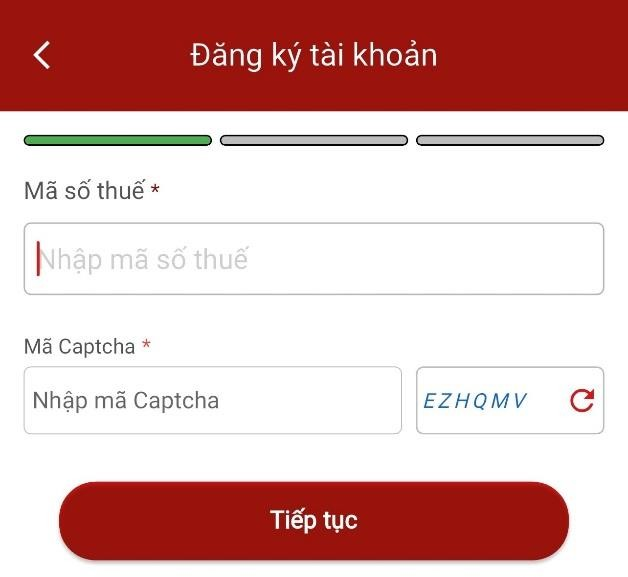 Đăng ký tài khoản
Mã số thuế *
Nhập mã số thuế
Mã Captcha *
Nhập mã Captcha
EZHQMV
Tiếp tục